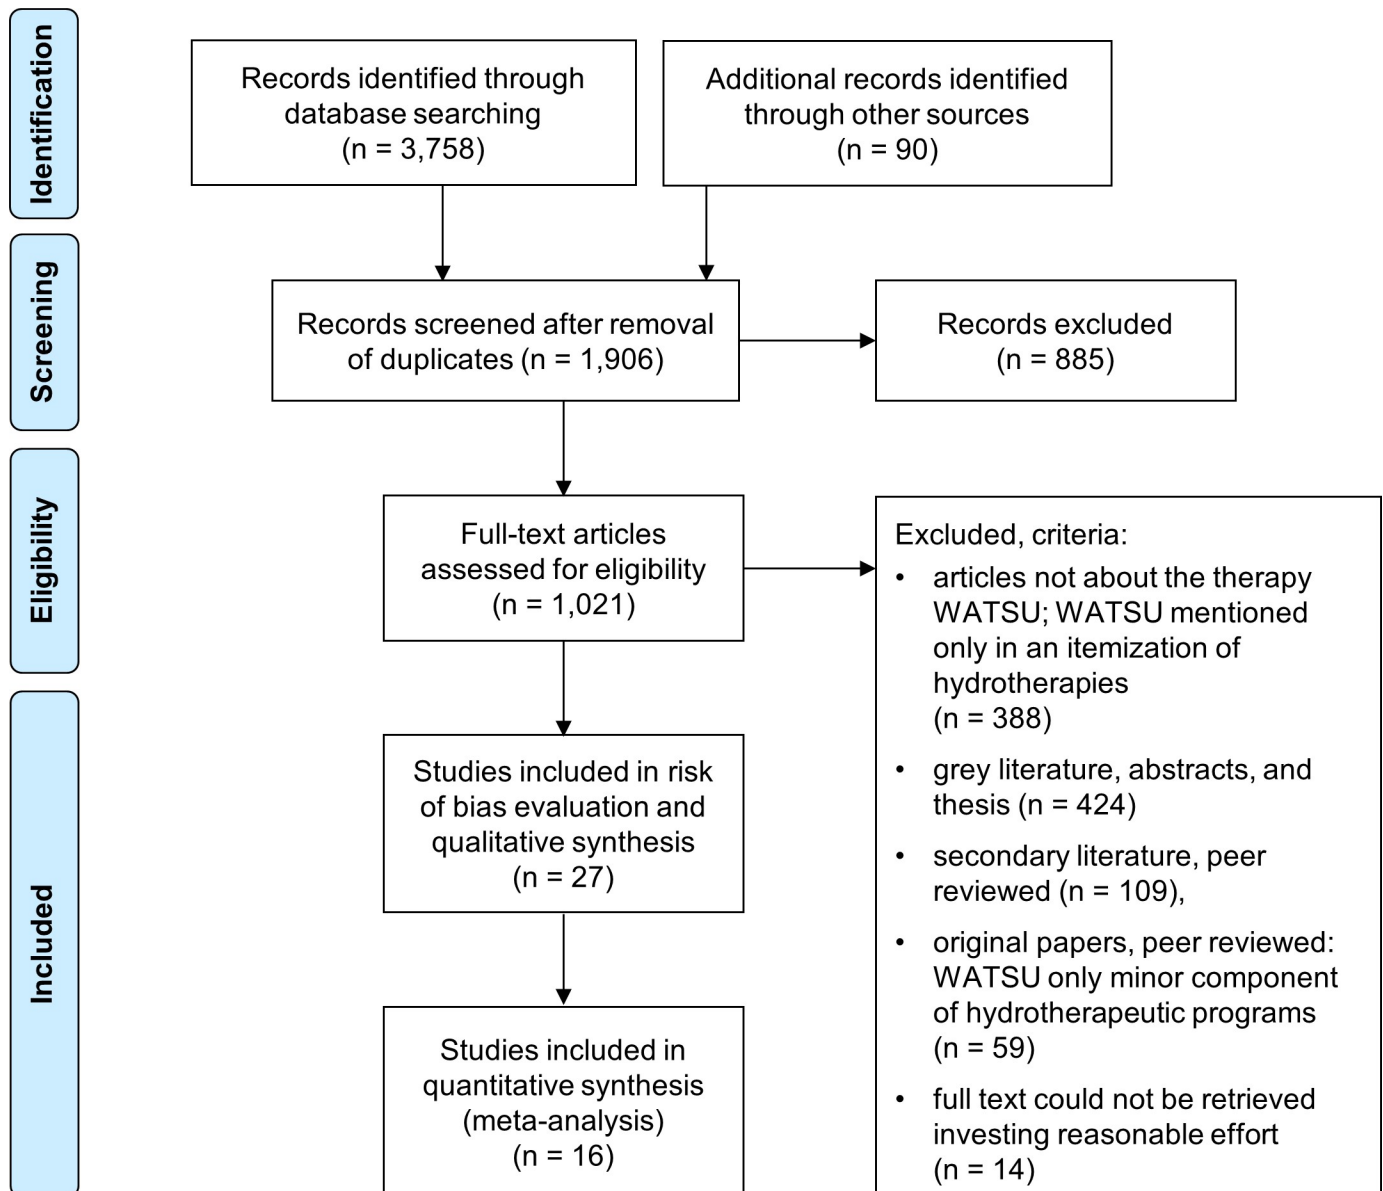 Identification
Records identified through
database searching
(n = 3,758)
Additional records identified
through other sources
(n = 90)
Screening
Records screened after removal
of duplicates (n = 1,906)
Records excluded
(n = 885)
Eligibility
Full-text articles
assessed for eligibility
(n = 1,021)
Excluded, criteria:
• articles not about the therapy
WATSU; WATSU mentioned
only in an itemization of
hydrotherapies
(n = 388)
• grey literature, abstracts, and
thesis (n = 424)
• secondary literature, peer
reviewed (n = 109),
• original papers, peer reviewed:
WATSU only minor component
of hydrotherapeutic programs
(n = 59)
• full text could not be retrieved
investing reasonable effort
(n = 14)
Included
Studies included in risk
of bias evaluation and
qualitative synthesis
(n = 27)
Studies included in
quantitative synthesis
(meta-analysis)
(n = 16)